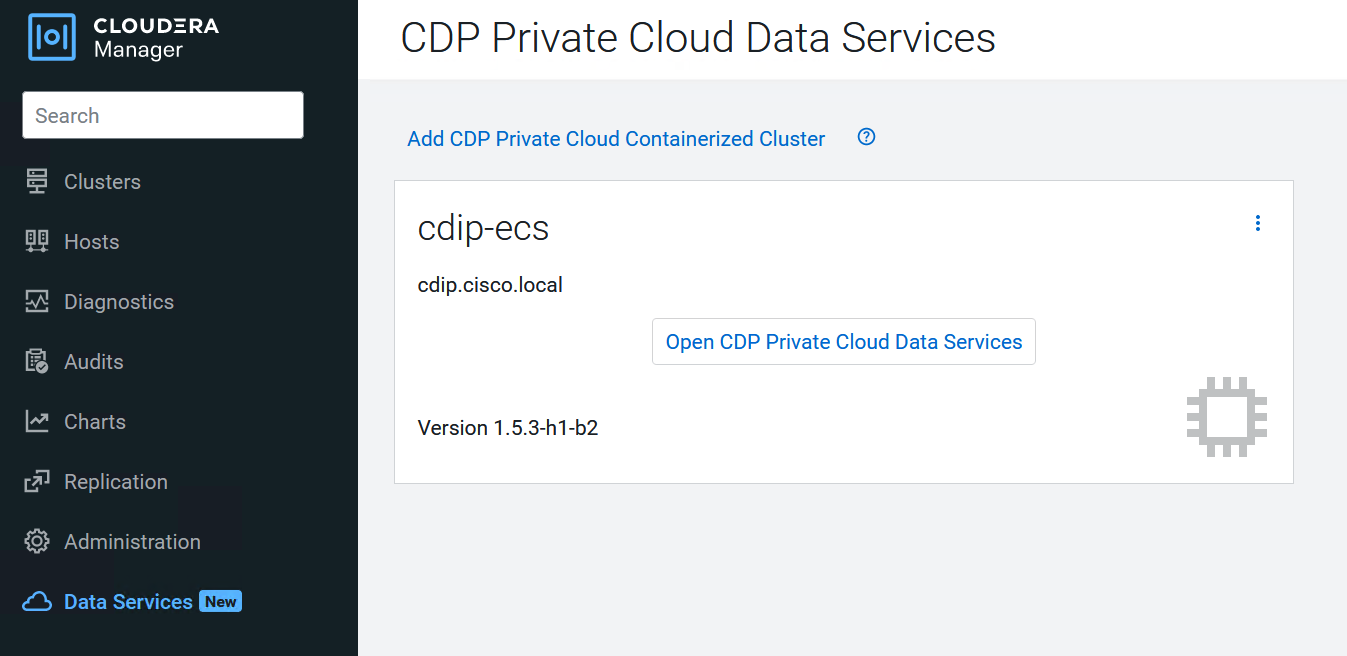 CLOUDERA
Manager
Search
Clusters
Hosts
Diagnostics
Audits
Charts
Replication
Administration
Data Services New
CDP Private Cloud Data Services
Add CDP Private Cloud Containerized Cluster ?
cdip-ecs
cdip.cisco.local
Open CDP Private Cloud Data Services
Version 1.5.3-h1-b2